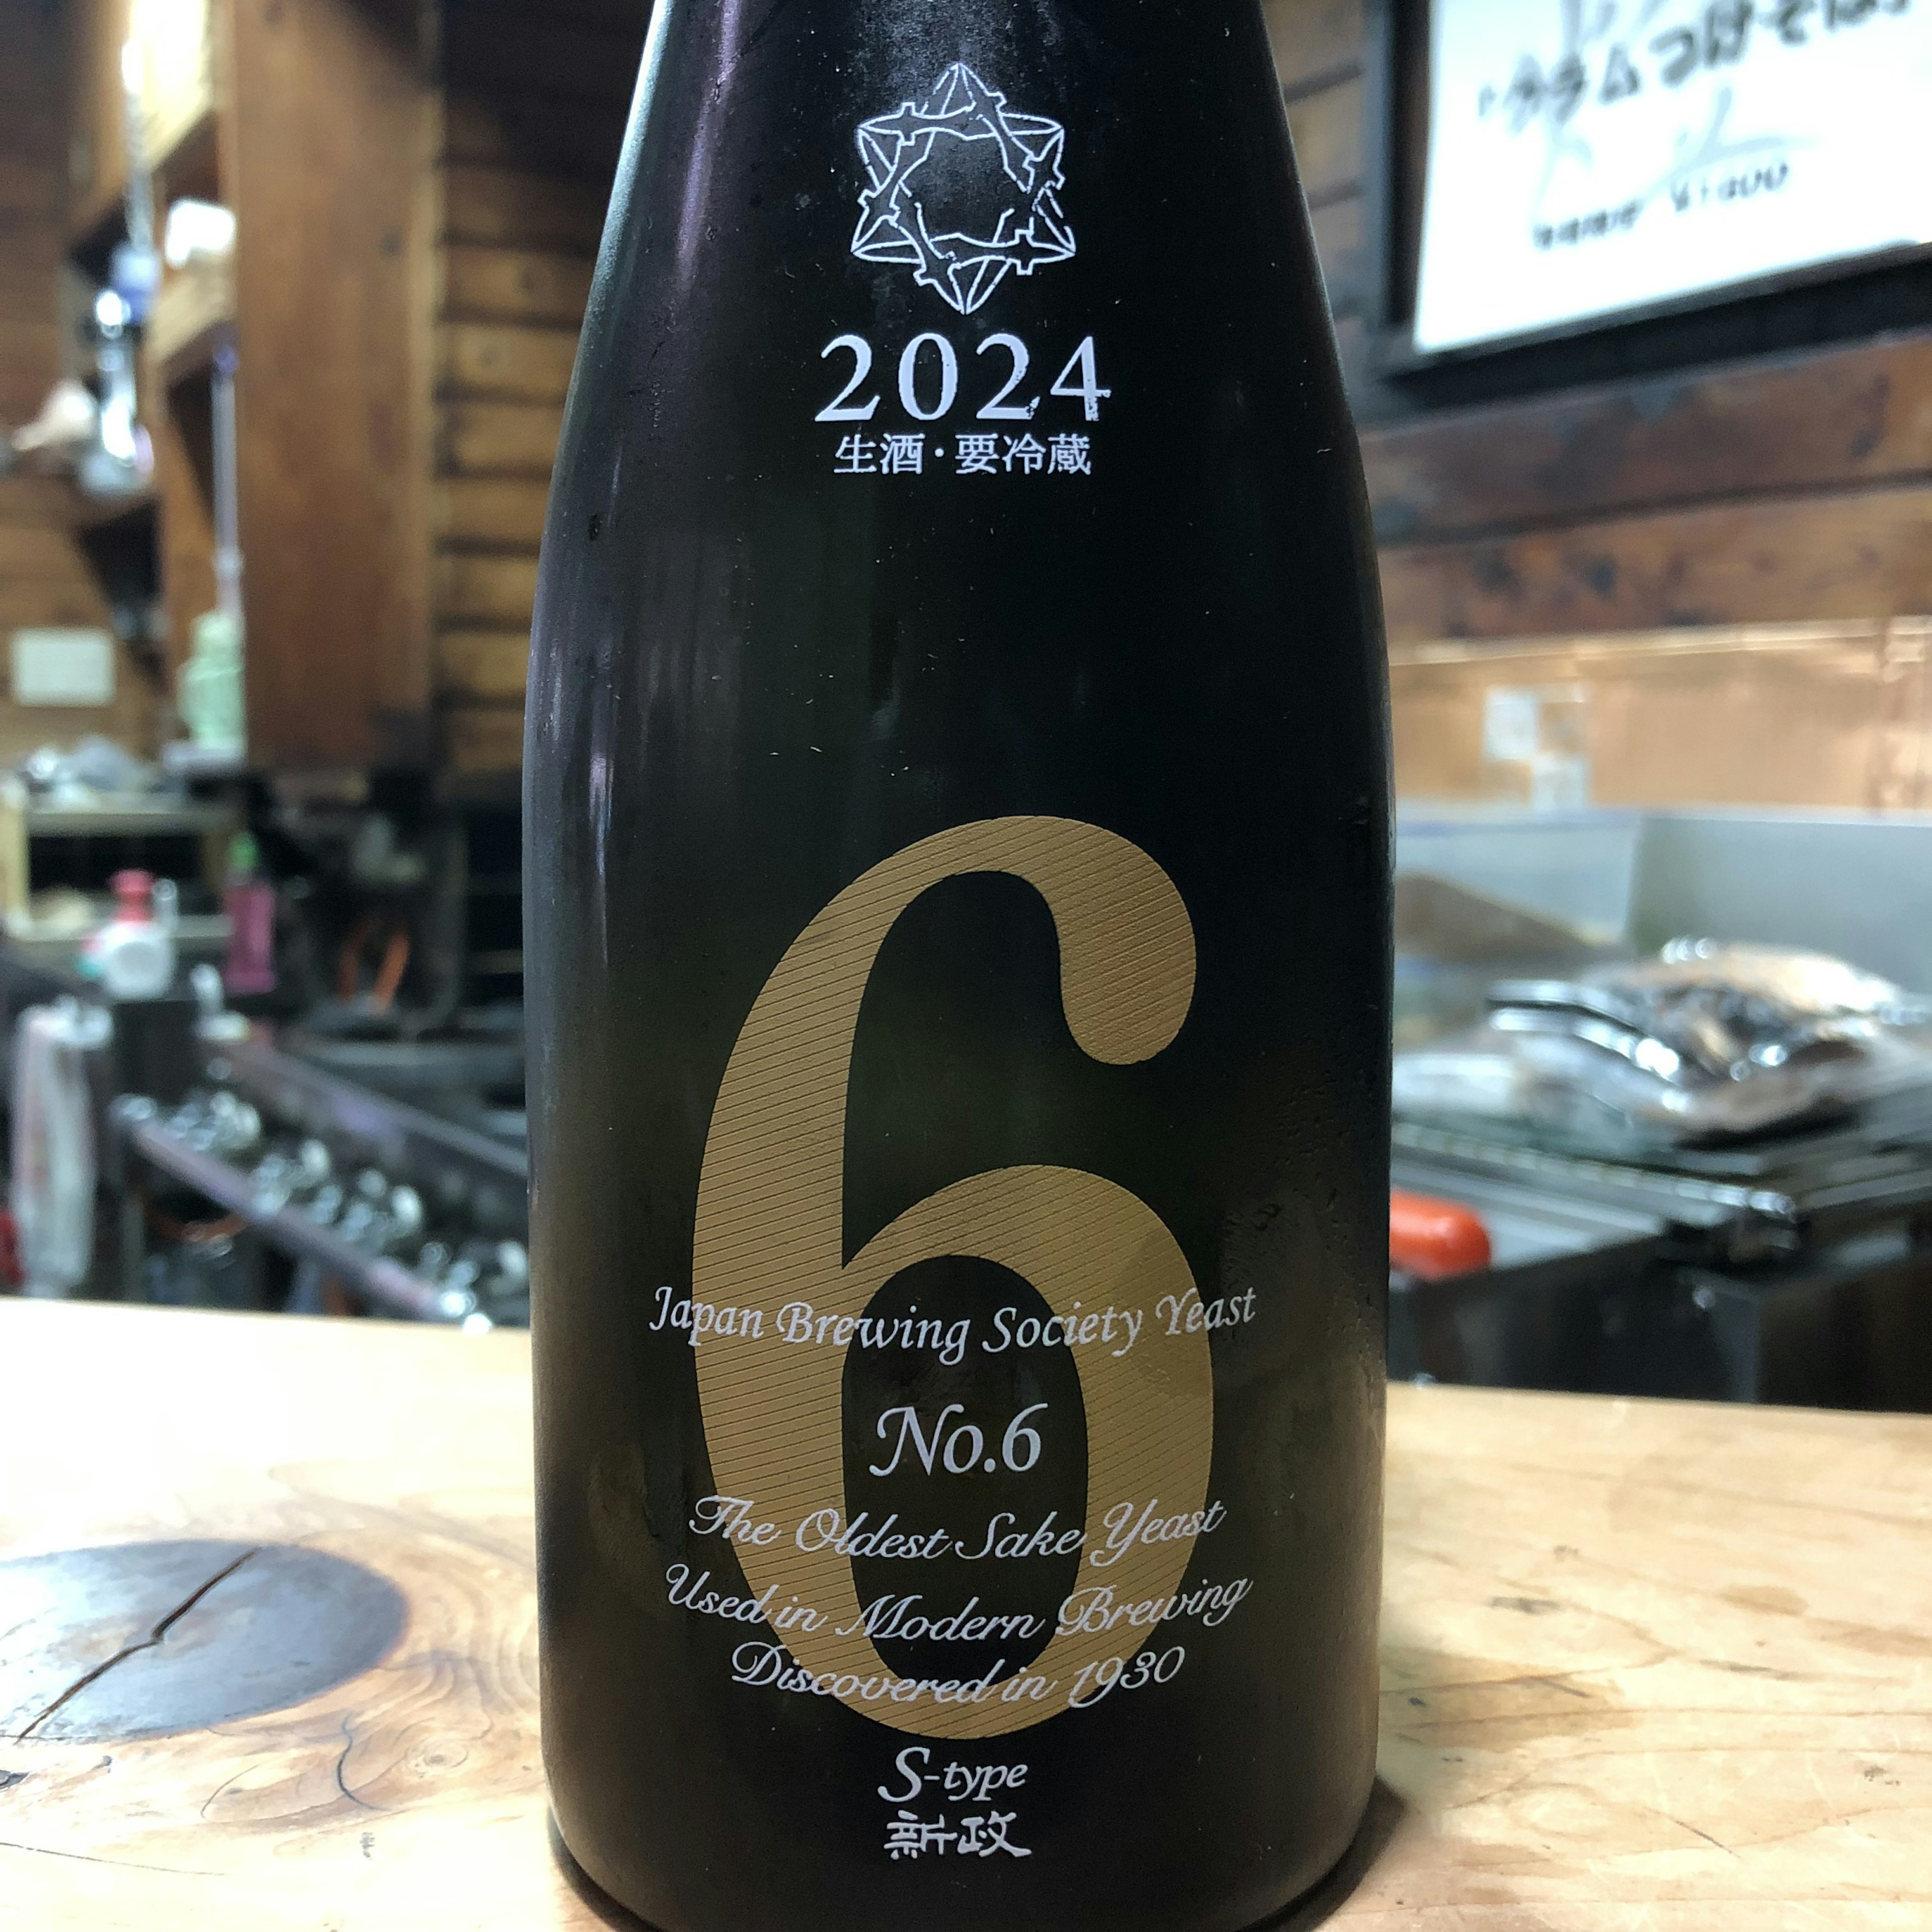 2024
生酒・要冷蔵
6
Japan Brewing Society Yeast
No.6
The Oldest Sake Yeast
Used in Modern Brewing
Discovered in 1930
S-type
新政